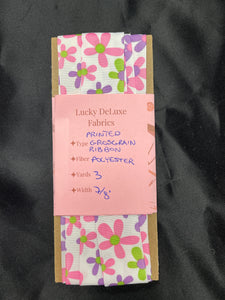 Lucky DeLuxe
Fabrics
PRINTED
+Type GROSGRAIN
RIBBON
+Fiber POLYESTER
+Yards 3
+Width 7/8"